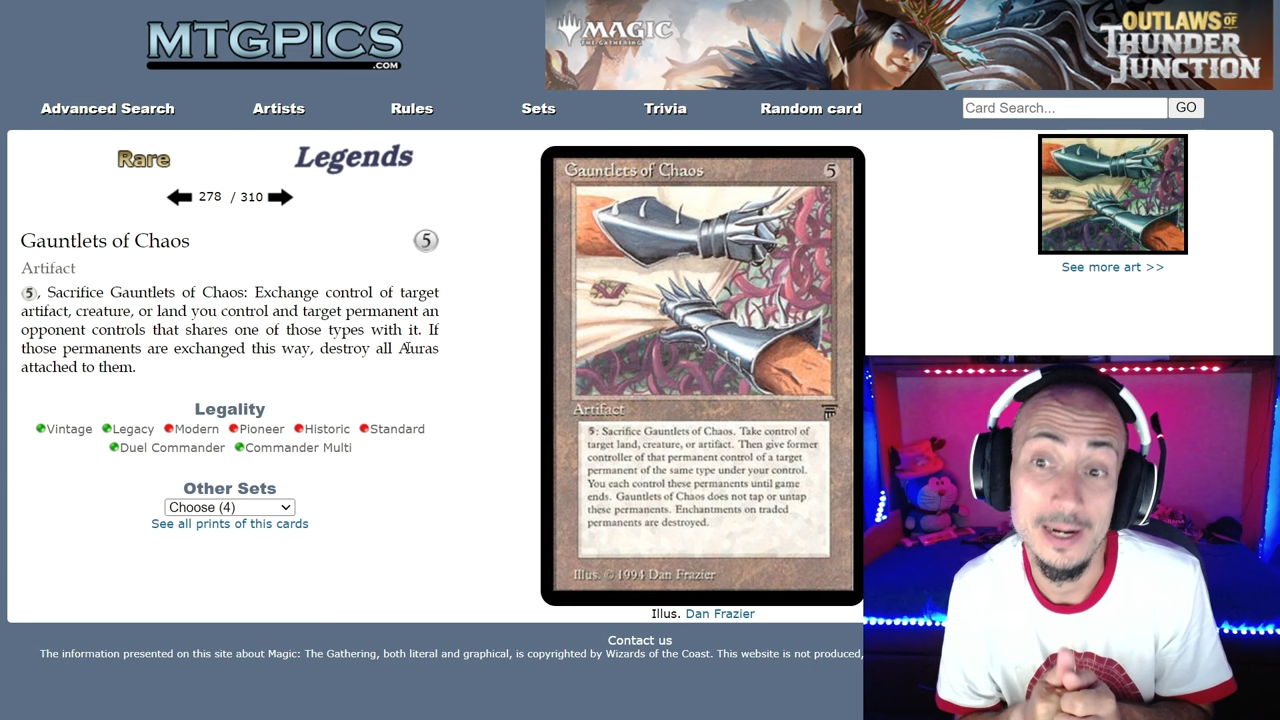 MTGPICS
.COM
MAGIC
THE GATHERING
OUTLAWS OF
THUNDER
JUNCTION
Advanced Search
Artists
Rules
Sets
Trivia
Random card
Card Search...
GO
Rare
Legends
278 / 310
Gauntlets of Chaos
5
Artifact
5, Sacrifice Gauntlets of Chaos: Exchange control of target
artifact, creature, or land you control and target permanent an
opponent controls that shares one of those types with it. If
those permanents are exchanged this way, destroy all Auras
attached to them.
Legality
Vintage Legacy Modern Pioneer Historic Standard
Duel Commander Commander Multi
Other Sets
Choose (4)
See all prints of this cards
Gauntlets of Chaos 5
Artifact
5: Sacrifice Gauntlets of Chaos. Take control of
target land, creature, or artifact. Then give former
controller of that permanent control of a target
permanent of the same type under your control.
You each control these permanents until game
ends. Gauntlets of Chaos does not tap or untap
these permanents. Enchantments on traded
permanents are destroyed.
Illus. © 1994 Dan Frazier
Illus. Dan Frazier
See more art >>
Contact us
The information presented on this site about Magic: The Gathering, both literal and graphical, is copyrighted by Wizards of the Coast. This website is not produced,